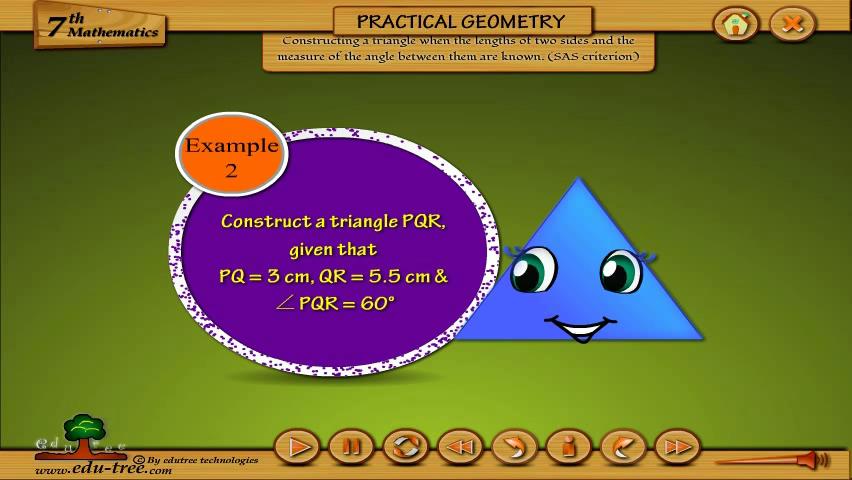 7th
Mathematics
PRACTICAL GEOMETRY
Constructing a triangle when the lengths of two sides and the
measure of the angle between them are known. (SAS criterion)
Example
2
Construct a triangle PQR,
given that
PQ = 3 cm, QR = 5.5 cm &
∠ PQR = 60°
edutree
© By edutree technologies
www.edu-tree.com